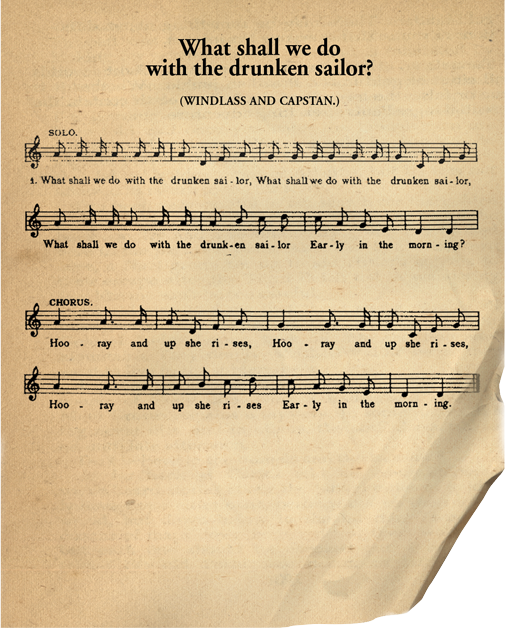 What shall we do
with the drunken sailor?
(WINDLASS AND CAPSTAN.)
SOLO.
1. What shall we do with the drunken sai - lor, What shall we do with the drunken sai - lor,
What shall we do with the drunk-en sai - lor Ear - ly in the morn - ing?
CHORUS.
Hoo - ray and up she ri - ses, Hoo - ray and up she ri - ses,
Hoo - ray and up she ri - ses Ear - ly in the morn - ing.